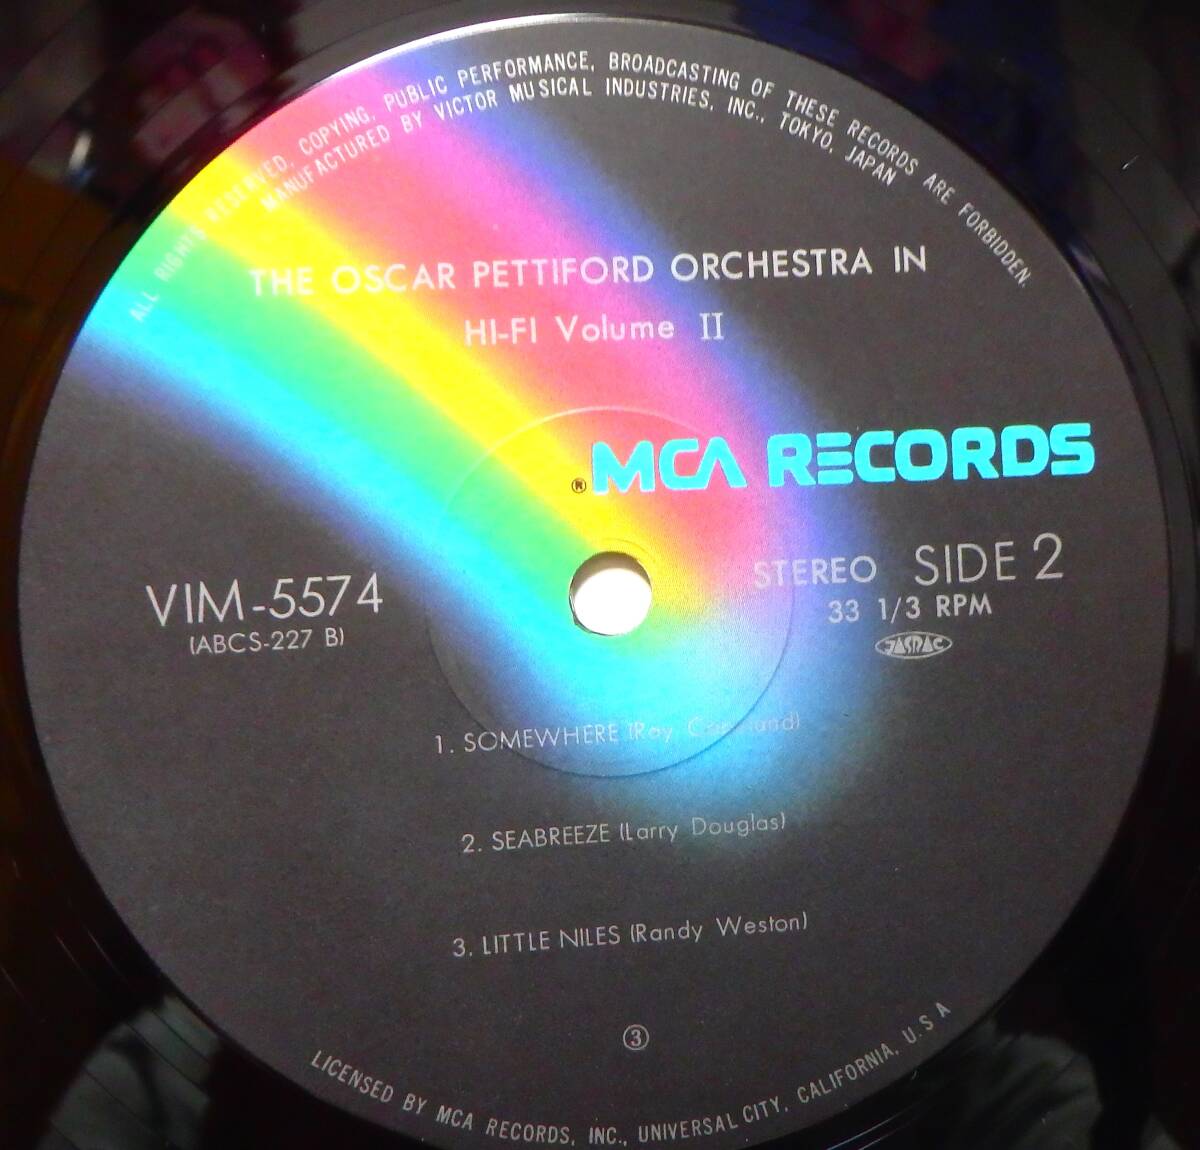 ALL RIGHTS RESERVED. COPYING, PUBLIC PERFORMANCE, BROADCASTING OF THESE RECORDS ARE FORBIDDEN.
MANUFACTURED BY VICTOR MUSICAL INDUSTRIES, INC., TOKYO, JAPAN
THE OSCAR PETTIFORD ORCHESTRA IN
HI-FI Volume II
® MCA RECORDS
VIM-5574
(ABCS-227 B)
STEREO SIDE 2
33 1/3 RPM
JASRAC
1. SOMEWHERE (Ray Copeland)
2. SEABREEZE (Larry Douglas)
3. LITTLE NILES (Randy Weston)
③
LICENSED BY MCA RECORDS, INC., UNIVERSAL CITY, CALIFORNIA, U.S A